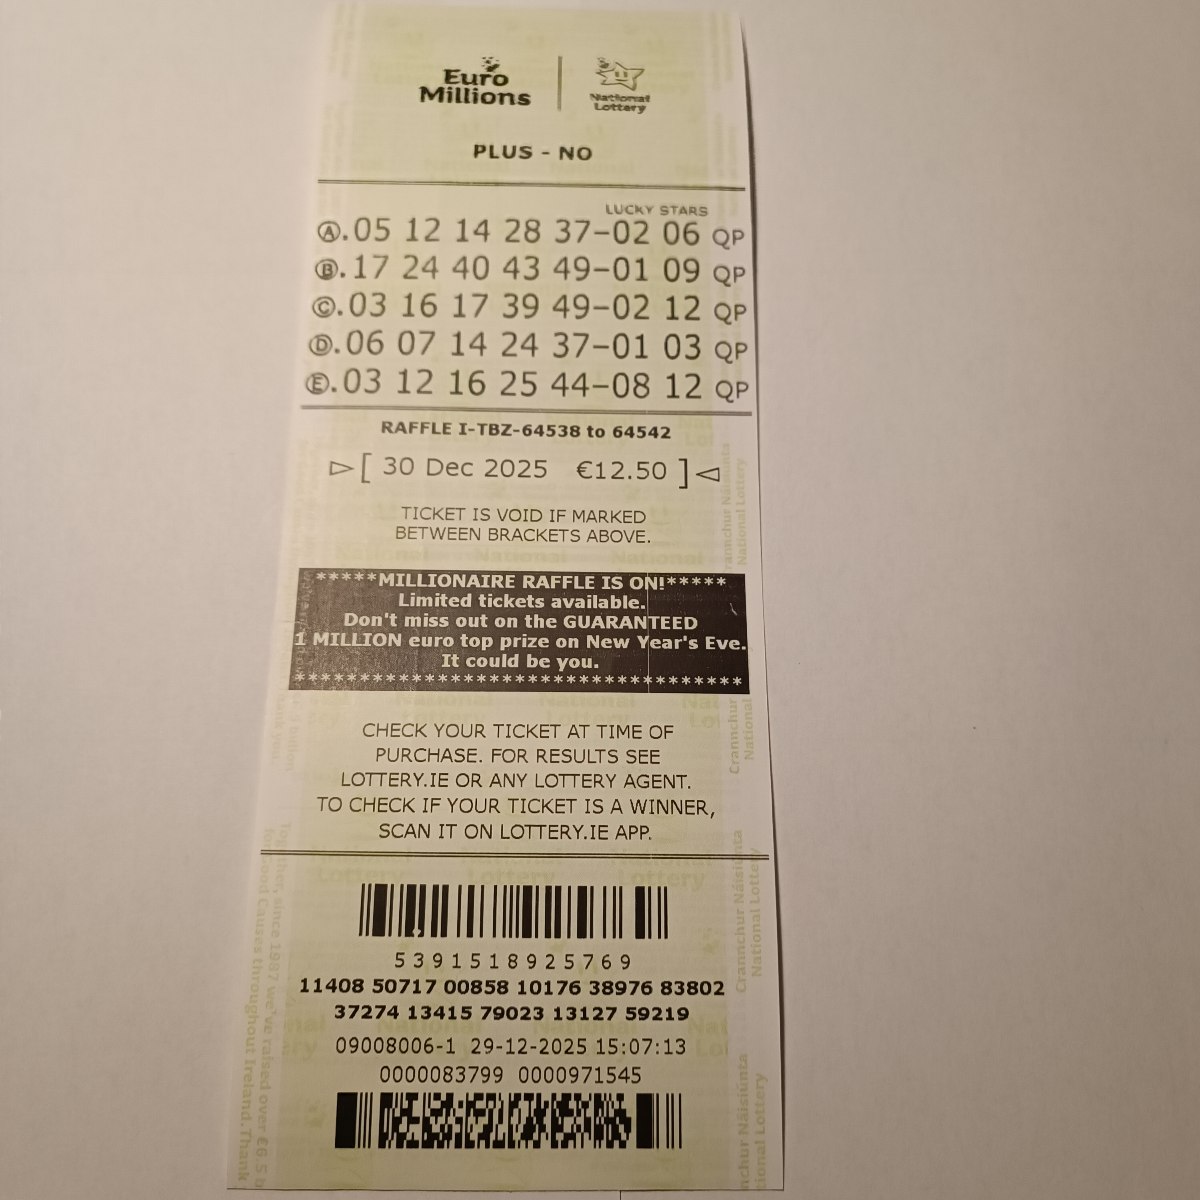 Euro
Millions
National
Lottery
PLUS - NO
LUCKY STARS
Ⓐ.05 12 14 28 37-02 06 QP
Ⓑ.17 24 40 43 49-01 09 QP
Ⓒ.03 16 17 39 49-02 12 QP
Ⓓ.06 07 14 24 37-01 03 QP
Ⓔ.03 12 16 25 44-08 12 QP
RAFFLE I-TBZ-64538 to 64542
[ 30 Dec 2025 €12.50 ]
TICKET IS VOID IF MARKED
BETWEEN BRACKETS ABOVE.
*****MILLIONAIRE RAFFLE IS ON!*****
Limited tickets available.
Don't miss out on the GUARANTEED
1 MILLION euro top prize on New Year's Eve.
It could be you.
***********************************
CHECK YOUR TICKET AT TIME OF
PURCHASE. FOR RESULTS SEE
LOTTERY.IE OR ANY LOTTERY AGENT.
TO CHECK IF YOUR TICKET IS A WINNER,
SCAN IT ON LOTTERY.IE APP.
5391518925769
11408 50717 00858 10176 38976 83802
37274 13415 79023 13127 59219
09008006-1 29-12-2025 15:07:13
0000083799 0000971545
Crannchur Náisiúnta
National Lottery